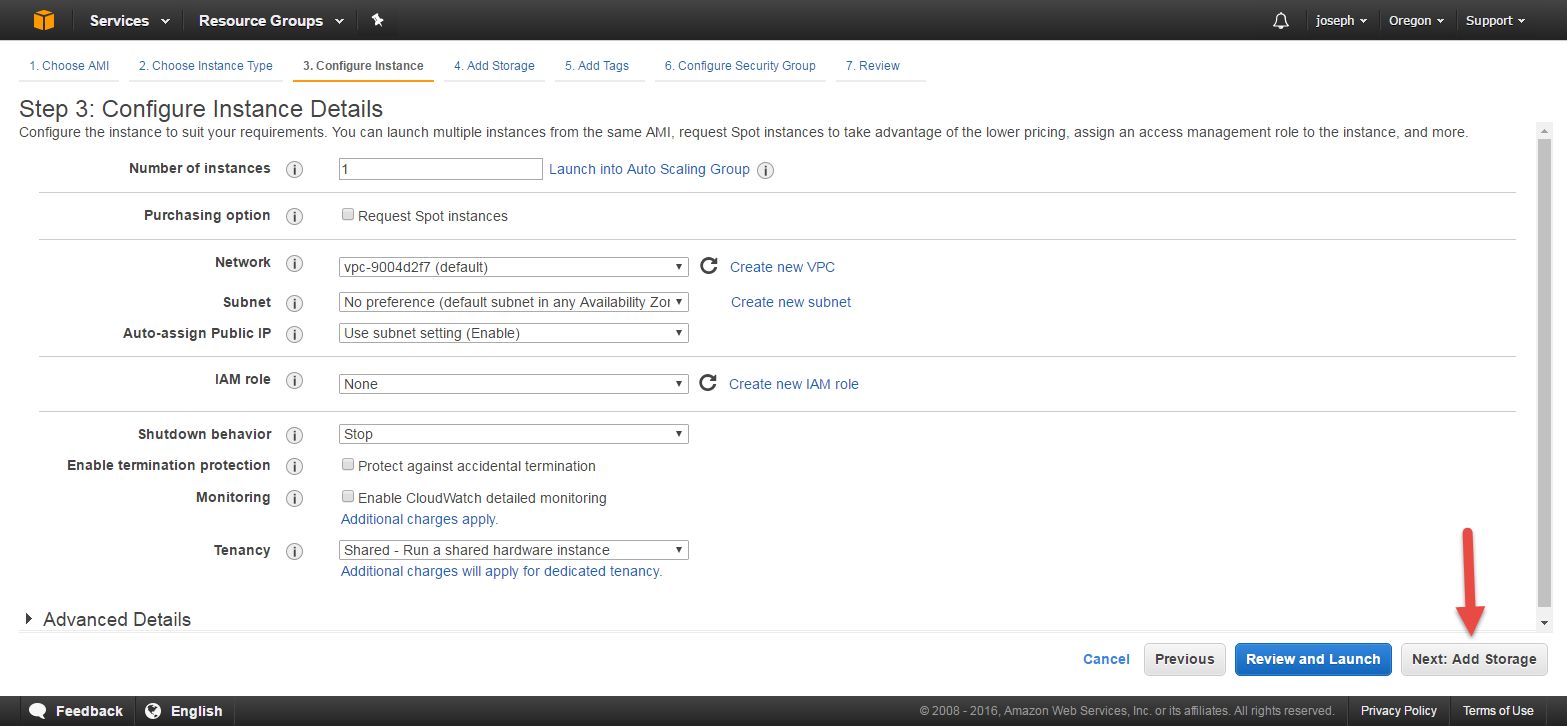 Services Resource Groups joseph Oregon Support
1. Choose AMI 2. Choose Instance Type 3. Configure Instance 4. Add Storage 5. Add Tags 6. Configure Security Group 7. Review
Step 3: Configure Instance Details
Configure the instance to suit your requirements. You can launch multiple instances from the same AMI, request Spot instances to take advantage of the lower pricing, assign an access management role to the instance, and more.
Number of instances 1 Launch into Auto Scaling Group
Purchasing option Request Spot instances
Network vpc-9004d2f7 (default) Create new VPC
Subnet No preference (default subnet in any Availability Zor Create new subnet
Auto-assign Public IP Use subnet setting (Enable)
IAM role None Create new IAM role
Shutdown behavior Stop
Enable termination protection Protect against accidental termination
Monitoring Enable CloudWatch detailed monitoring
Additional charges apply.
Tenancy Shared - Run a shared hardware instance
Additional charges will apply for dedicated tenancy.
Advanced Details
Cancel Previous Review and Launch Next: Add Storage
Feedback English © 2008 - 2016, Amazon Web Services, Inc. or its affiliates. All rights reserved. Privacy Policy Terms of Use